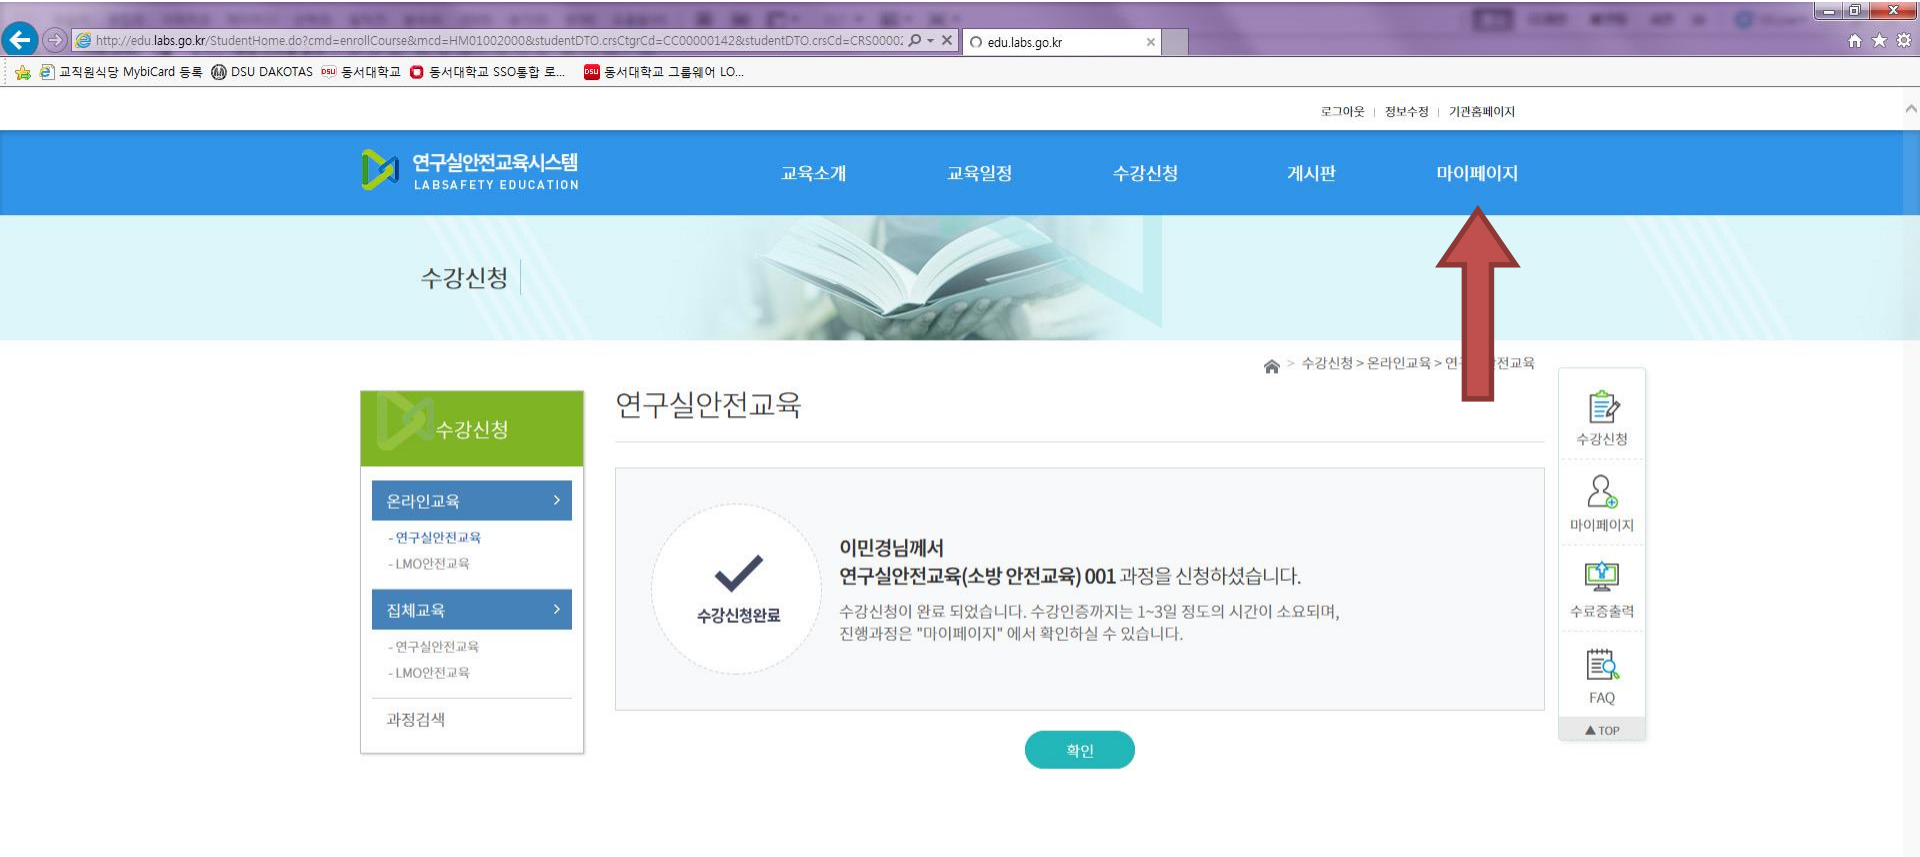 http://edu.labs.go.kr/StudentHome.do?cmd=enrollCourse&mcd=HM01002000&studentDTO.crsCtgrCd=CC00000142&studentDTO.crsCd=CRS00002
edu.labs.go.kr
교직원식당 MybiCard 등록 DSU DAKOTAS 동서대학교 동서대학교 SSO통합 로... 동서대학교 그룹웨어 LO...
로그아웃 | 정보수정 | 기관홈페이지
연구실안전교육시스템
LABSAFETY EDUCATION
교육소개 교육일정 수강신청 게시판 마이페이지
수강신청
> 수강신청 > 온라인교육 > 연 전교육
수강신청
온라인교육 >
- 연구실안전교육
- LMO안전교육
집체교육 >
- 연구실안전교육
- LMO안전교육
과정검색
연구실안전교육
수강신청완료
이민경님께서
연구실안전교육(소방 안전교육) 001 과정을 신청하셨습니다.
수강신청이 완료 되었습니다. 수강인증까지는 1~3일 정도의 시간이 소요되며,
진행과정은 "마이페이지" 에서 확인하실 수 있습니다.
확인
수강신청
마이페이지
수료증출력
FAQ
▲ TOP